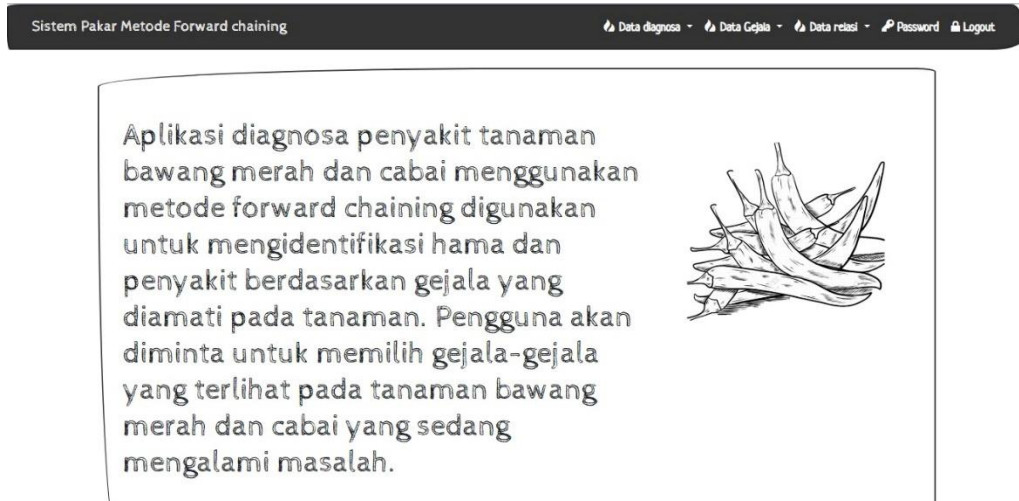 Sistem Pakar Metode Forward chaining
Data diagnosa Data Gejala Data relasi Password Logout
Aplikasi diagnosa penyakit tanaman
bawang merah dan cabai menggunakan
metode forward chaining digunakan
untuk mengidentifikasi hama dan
penyakit berdasarkan gejala yang
diamati pada tanaman. Pengguna akan
diminta untuk memilih gejala-gejala
yang terlihat pada tanaman bawang
merah dan cabai yang sedang
mengalami masalah.